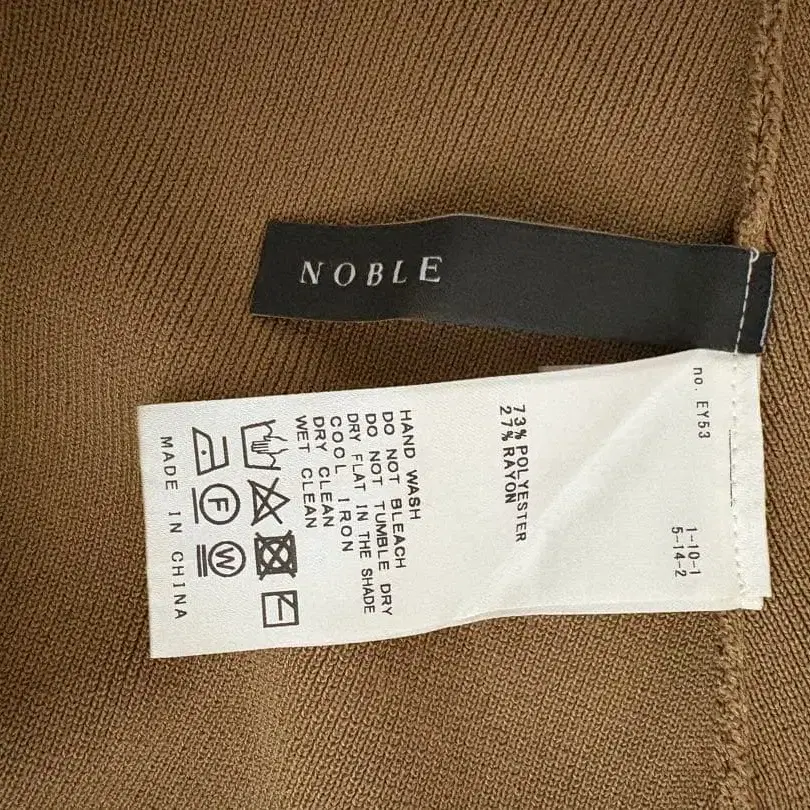 NOBLE
no. EY53
1-10-1
5-14-2
73% POLYESTER
27% RAYON
HAND WASH
DO NOT BLEACH
DO NOT TUMBLE DRY
DRY FLAT IN THE SHADE
COOL IRON
DRY CLEAN
WET CLEAN
F
W
MADE IN CHINA